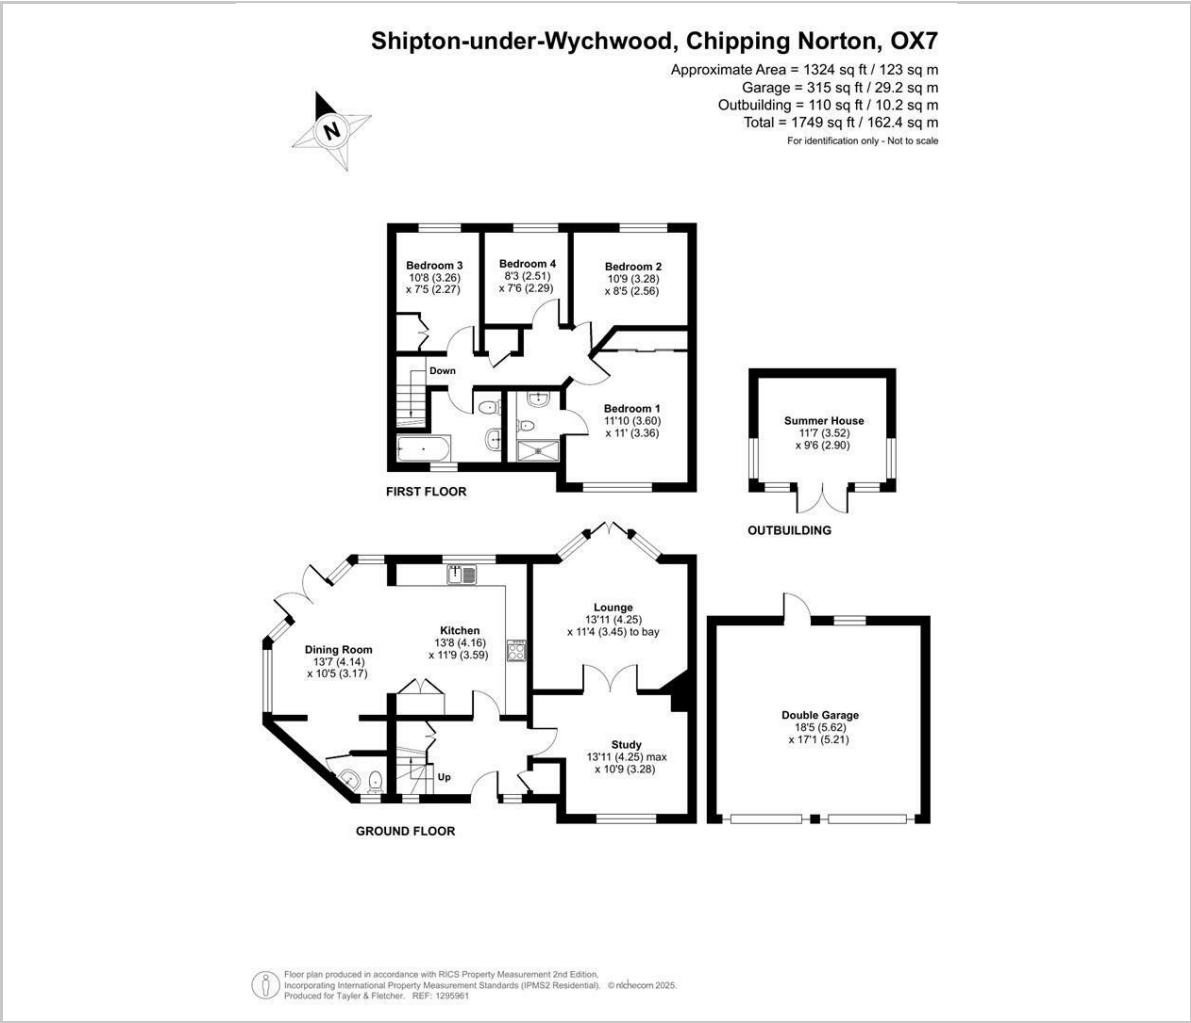 Shipton-under-Wychwood, Chipping Norton, OX7
Approximate Area = 1324 sq ft / 123 sq m
Garage = 315 sq ft / 29.2 sq m
Outbuilding = 110 sq ft / 10.2 sq m
Total = 1749 sq ft / 162.4 sq m
For identification only - Not to scale
N
Bedroom 3
10'8 (3.26)
x 7'5 (2.27)
Bedroom 4
8'3 (2.51)
x 7'6 (2.29)
Bedroom 2
10'9 (3.28)
x 8'5 (2.56)
Down
Bedroom 1
11'10 (3.60)
x 11' (3.36)
FIRST FLOOR
Summer House
11'7 (3.52)
x 9'6 (2.90)
OUTBUILDING
Lounge
13'11 (4.25)
x 11'4 (3.45) to bay
Kitchen
13'8 (4.16)
x 11'9 (3.59)
Dining Room
13'7 (4.14)
x 10'5 (3.17)
Study
13'11 (4.25) max
x 10'9 (3.28)
Up
GROUND FLOOR
Double Garage
18'5 (5.62)
x 17'1 (5.21)
Floor plan produced in accordance with RICS Property Measurement 2nd Edition,
Incorporating International Property Measurement Standards (IPMS2 Residential). © nichecom 2025.
Produced for Tayler & Fletcher. REF: 1295961